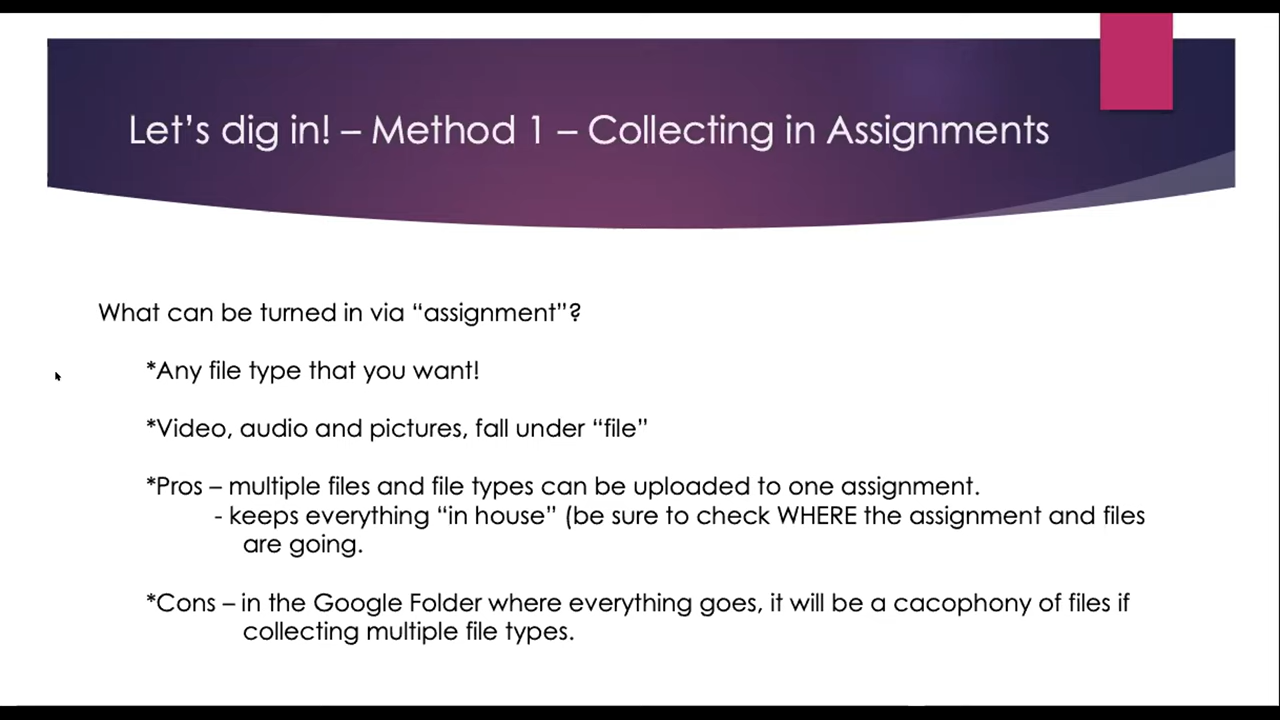 Let’s dig in! – Method 1 – Collecting in Assignments
What can be turned in via “assignment”?
*Any file type that you want!
*Video, audio and pictures, fall under “file”
*Pros – multiple files and file types can be uploaded to one assignment.
- keeps everything “in house” (be sure to check WHERE the assignment and files
are going.
*Cons – in the Google Folder where everything goes, it will be a cacophony of files if
collecting multiple file types.